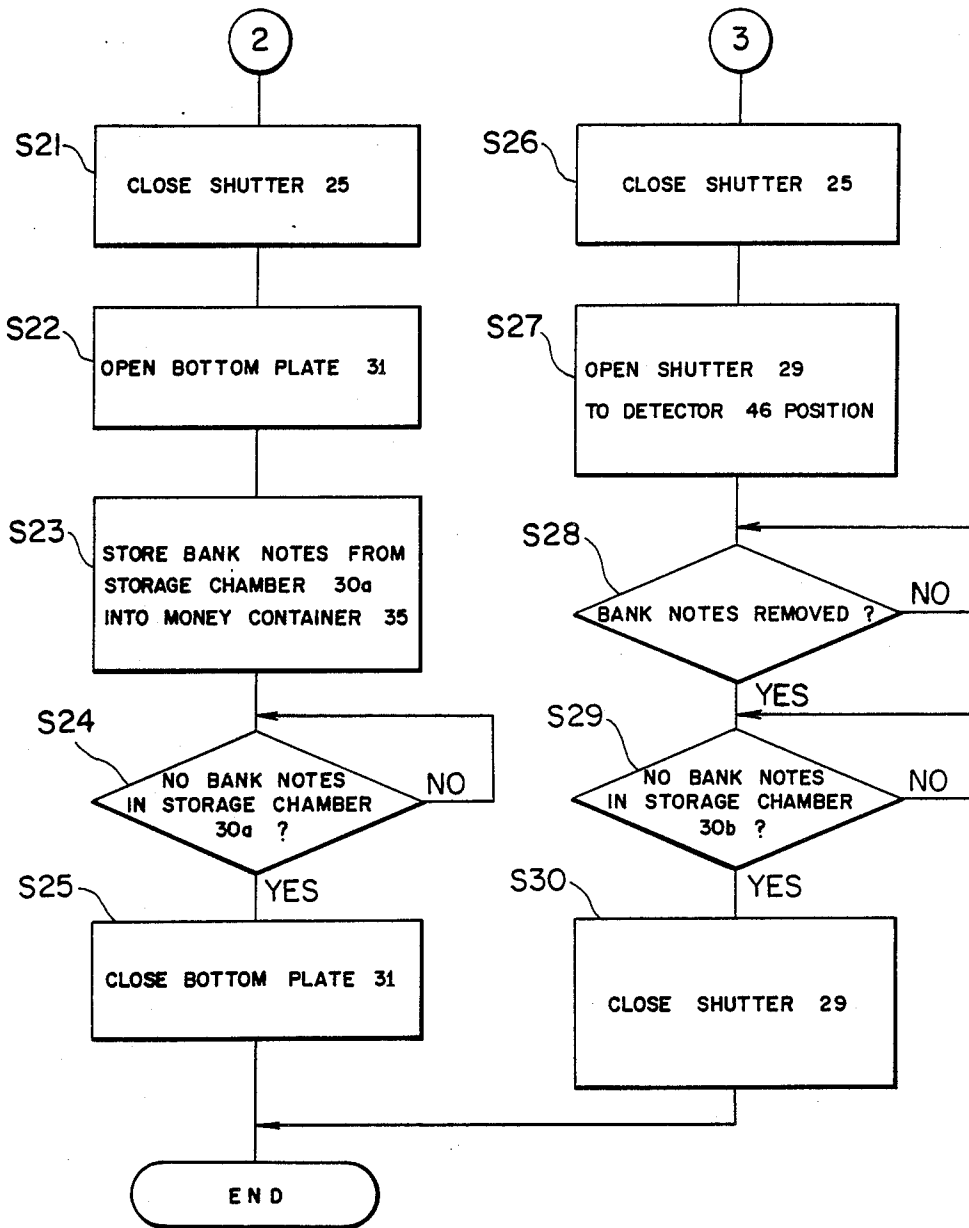 2
S21
CLOSE SHUTTER 25
S22
OPEN BOTTOM PLATE 31
S23
STORE BANK NOTES FROM
STORAGE CHAMBER 30a
INTO MONEY CONTAINER 35
S24
NO BANK NOTES
IN STORAGE CHAMBER
30a ?
NO
YES
S25
CLOSE BOTTOM PLATE 31
3
S26
CLOSE SHUTTER 25
S27
OPEN SHUTTER 29
TO DETECTOR 46 POSITION
S28
BANK NOTES REMOVED ?
NO
YES
S29
NO BANK NOTES
IN STORAGE CHAMBER
30b ?
NO
YES
S30
CLOSE SHUTTER 29
END